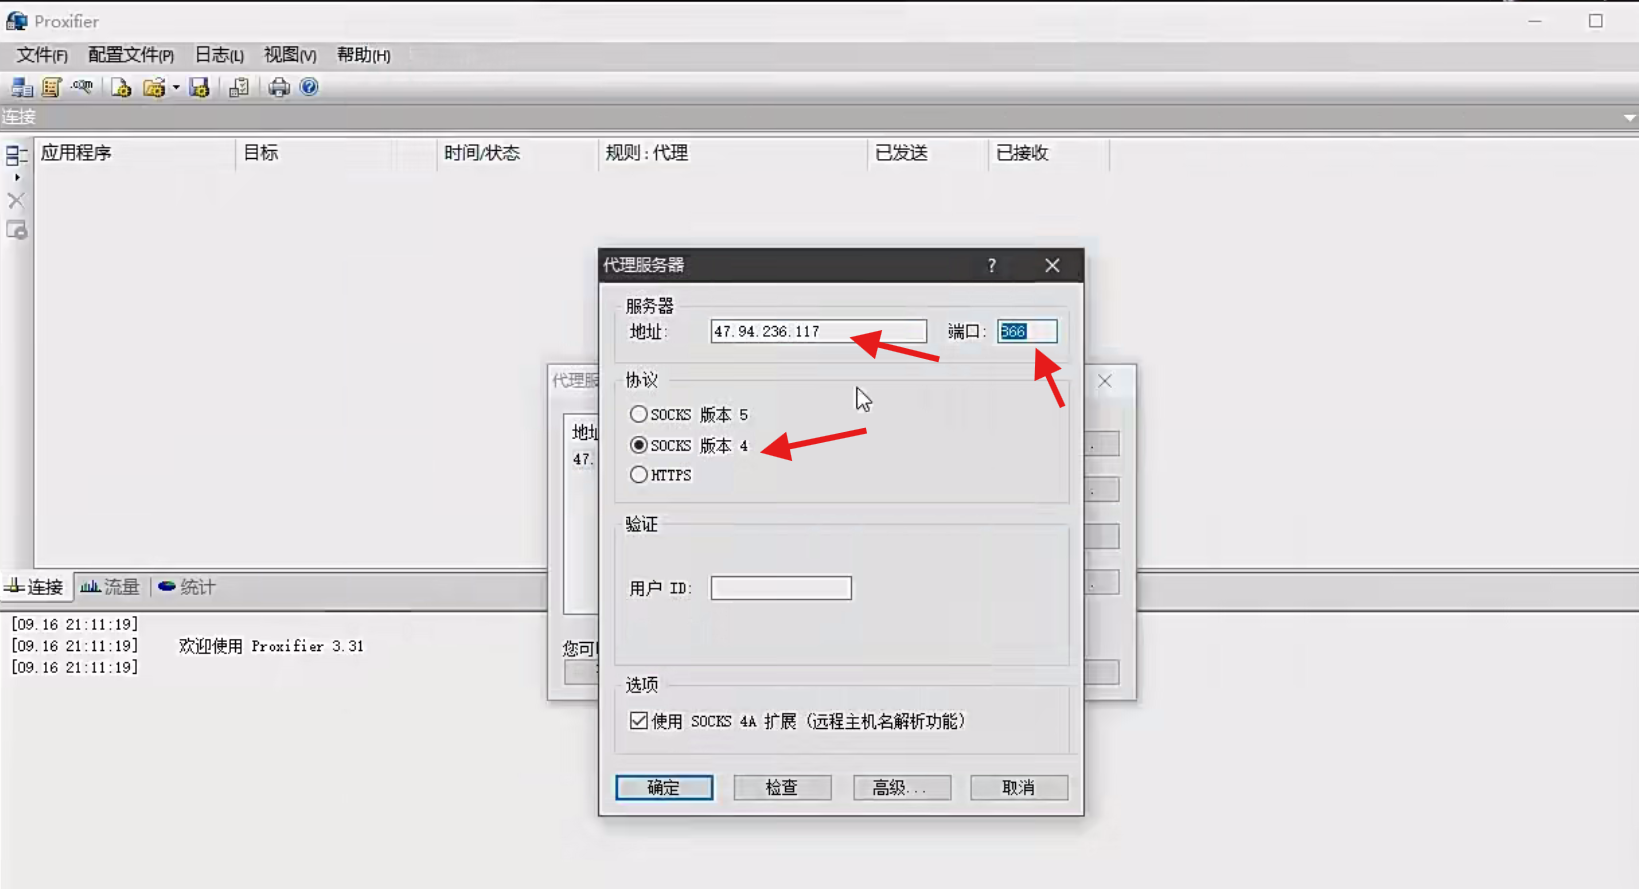 Proxifier
文件(F) 配置文件(P) 日志(L) 视图(V) 帮助(H)
连接
应用程序 目标 时间/状态 规则 : 代理 已发送 已接收
代理服务器 ?
服务器
地址: 47.94.236.117 端口: 366
代理服
协议
SOCKS 版本 5
地址
SOCKS 版本 4
47.
HTTPS
验证
用户 ID:
连接 流量 统计
[09.16 21:11:19]
[09.16 21:11:19] 欢迎使用 Proxifier 3.31
[09.16 21:11:19]
您可
选项
使用 SOCKS 4A 扩展 (远程主机名解析功能)
确定 检查 高级... 取消